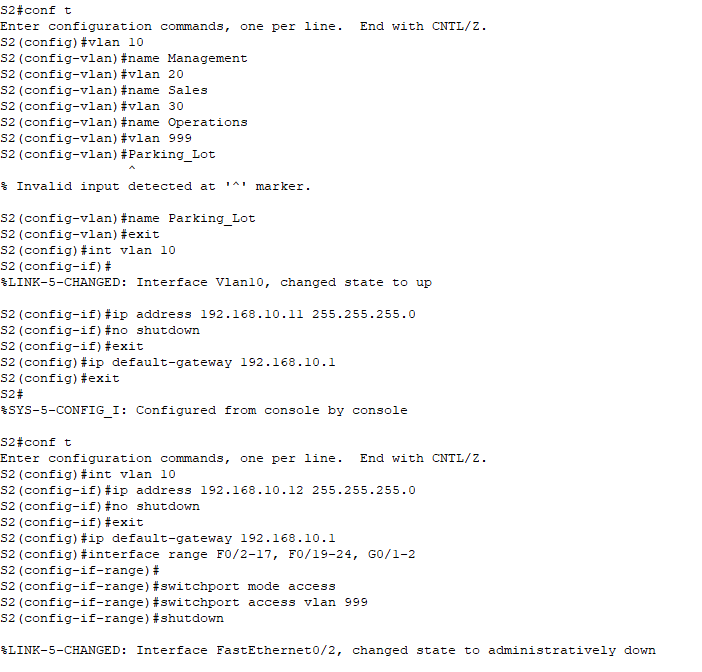 S2#conf t
Enter configuration commands, one per line.  End with CNTL/Z.
S2(config)#vlan 10
S2(config-vlan)#name Management
S2(config-vlan)#vlan 20
S2(config-vlan)#name Sales
S2(config-vlan)#vlan 30
S2(config-vlan)#name Operations
S2(config-vlan)#vlan 999
S2(config-vlan)#Parking_Lot
                ^
% Invalid input detected at '^' marker.

S2(config-vlan)#name Parking_Lot
S2(config-vlan)#exit
S2(config)#int vlan 10
S2(config-if)#
%LINK-5-CHANGED: Interface Vlan10, changed state to up

S2(config-if)#ip address 192.168.10.11 255.255.255.0
S2(config-if)#no shutdown
S2(config-if)#exit
S2(config)#ip default-gateway 192.168.10.1
S2(config)#exit
S2#
%SYS-5-CONFIG_I: Configured from console by console

S2#conf t
Enter configuration commands, one per line.  End with CNTL/Z.
S2(config)#int vlan 10
S2(config-if)#ip address 192.168.10.12 255.255.255.0
S2(config-if)#no shutdown
S2(config-if)#exit
S2(config)#ip default-gateway 192.168.10.1
S2(config)#interface range F0/2-17, F0/19-24, G0/1-2
S2(config-if-range)#
S2(config-if-range)#switchport mode access
S2(config-if-range)#switchport access vlan 999
S2(config-if-range)#shutdown

%LINK-5-CHANGED: Interface FastEthernet0/2, changed state to administratively down